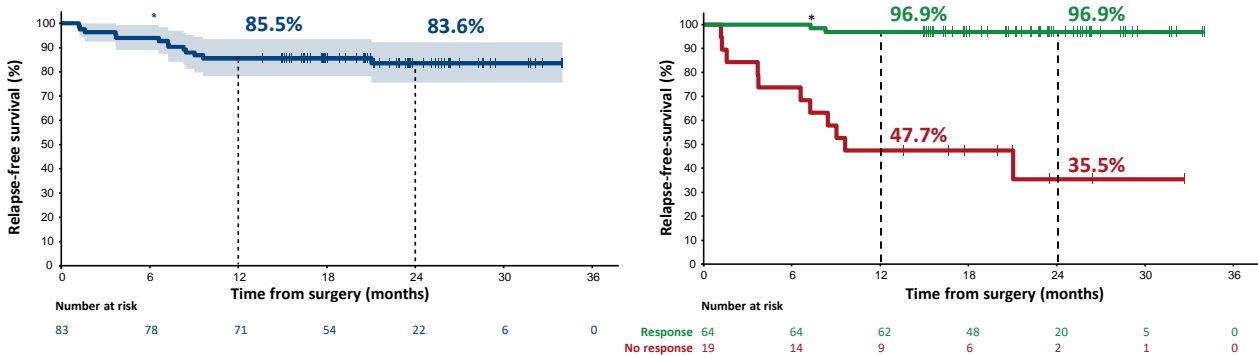 Relapse-free survival (%)
100
90
80
70
60
50
40
30
20
10
0
*
85.5%
83.6%
0 6 12 18 24 30 36
Time from surgery (months)
Number at risk
83 78 71 54 22 6 0
Relapse-free-survival (%)
100
90
80
70
60
50
40
30
20
10
0
*
96.9%
96.9%
47.7%
35.5%
0 6 12 18 24 30 36
Time from surgery (months)
Number at risk
Response 64 64 62 48 20 5 0
No response 19 14 9 6 2 1 0